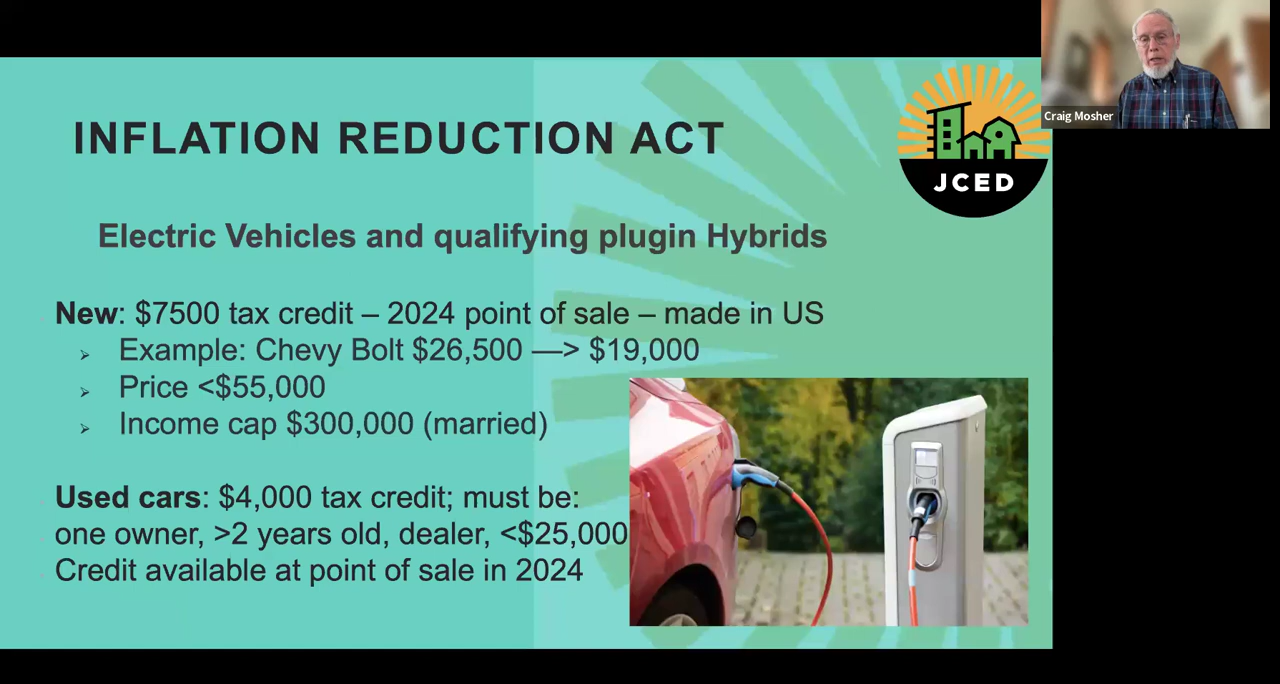 INFLATION REDUCTION ACT
JCED
Craig Mosher
Electric Vehicles and qualifying plugin Hybrids
New: $7500 tax credit – 2024 point of sale – made in US
Example: Chevy Bolt $26,500 —> $19,000
Price <$55,000
Income cap $300,000 (married)
Used cars: $4,000 tax credit; must be:
one owner, >2 years old, dealer, <$25,000
Credit available at point of sale in 2024